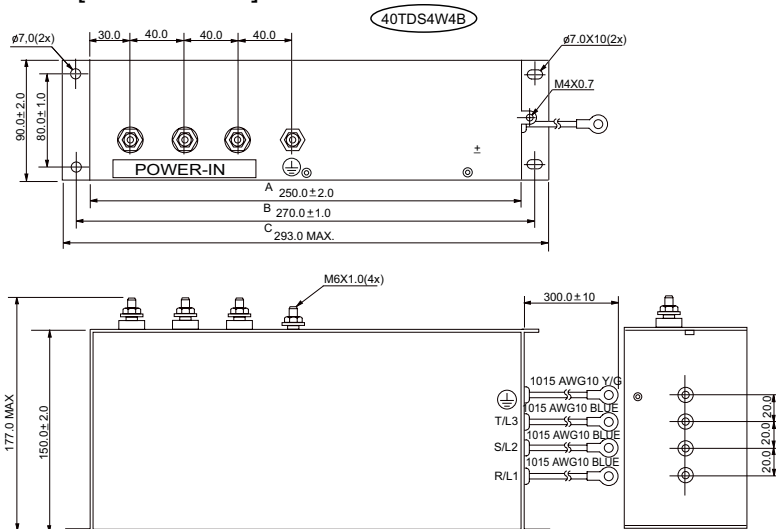 40TDS4W4B
ø7,0(2x)
30.0
40.0
40.0
40.0
ø7.0X10(2x)
M4X0.7
90.0± 2.0
80.0± 1.0
POWER-IN
±
A 250.0±2.0
B 270.0±1.0
C 293.0 MAX.
M6X1.0(4x)
300.0±10
177.0 MAX
150.0± 2.0
1015 AWG10 Y/G
T/L3
1015 AWG10 BLUE
S/L2
1015 AWG10 BLUE
R/L1
1015 AWG10 BLUE
20.0
20.0
20.0